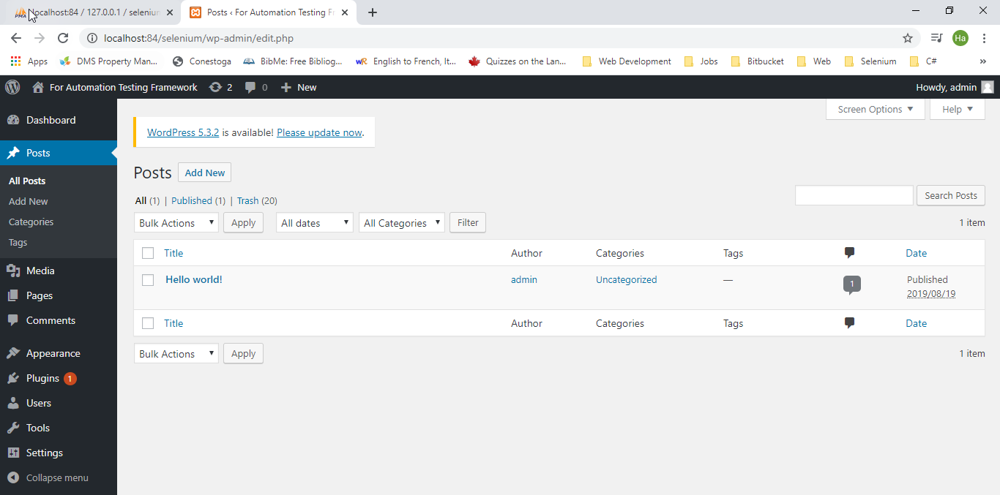 localhost:84 / 127.0.0.1 / seleniun
Posts ‹ For Automation Testing Fr
localhost:84/selenium/wp-admin/edit.php
Ha
Apps DMS Property Man... Conestoga BibMe: Free Bibliog... English to French, It... Quizzes on the Lan... Web Development Jobs Bitbucket Web Selenium C# »
For Automation Testing Framework 2 0 + New Howdy, admin
Dashboard
Posts
All Posts
Add New
Categories
Tags
Media
Pages
Comments
Appearance
Plugins 1
Users
Tools
Settings
Collapse menu
Screen Options ▼ Help ▼
WordPress 5.3.2 is available! Please update now.
Posts Add New
All (1) | Published (1) | Trash (20)
Search Posts
Bulk Actions Apply All dates All Categories Filter 1 item
Title Author Categories Tags Date
Hello world! admin Uncategorized — 1 Published
2019/08/19
Title Author Categories Tags Date
Bulk Actions Apply 1 item